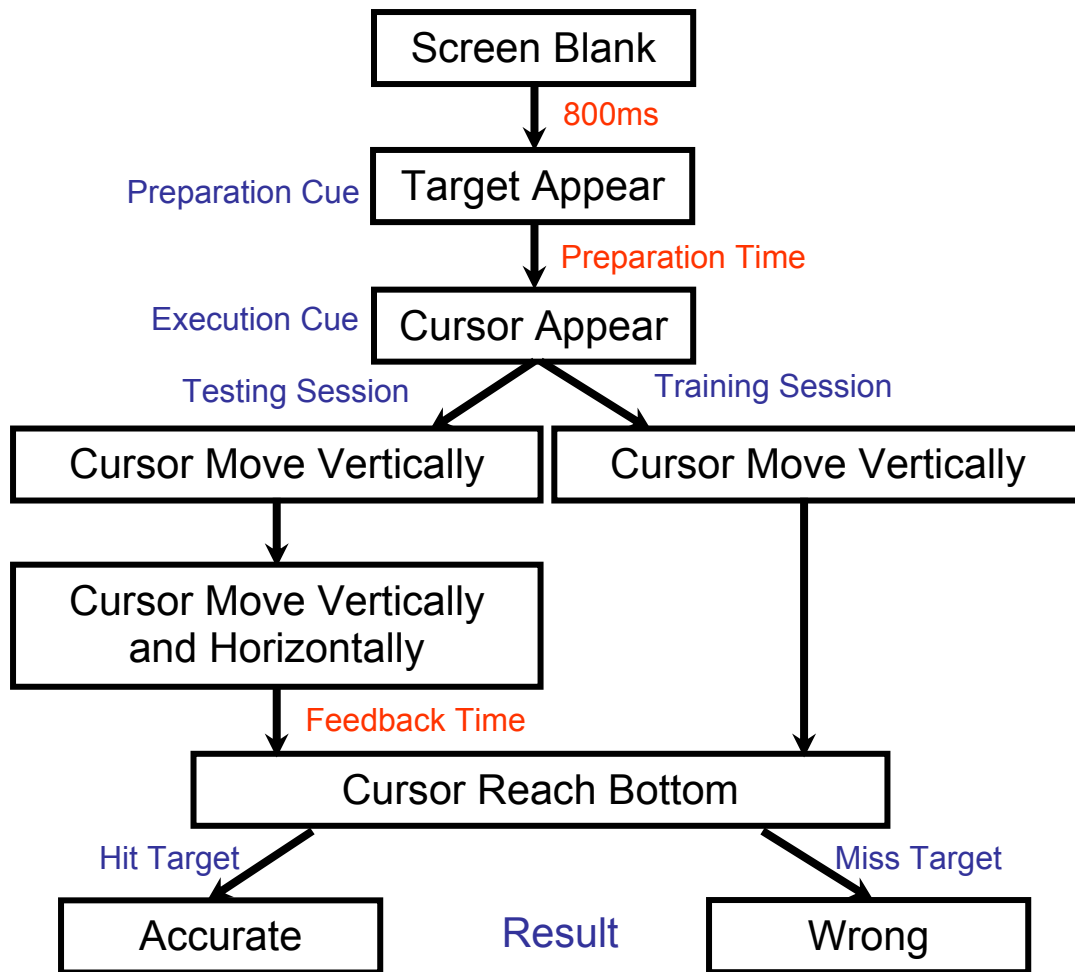 Screen Blank
800ms
Preparation Cue
Target Appear
Preparation Time
Execution Cue
Cursor Appear
Testing Session
Training Session
Cursor Move Vertically
Cursor Move Vertically
Cursor Move Vertically
and Horizontally
Feedback Time
Cursor Reach Bottom
Hit Target
Miss Target
Accurate
Result
Wrong